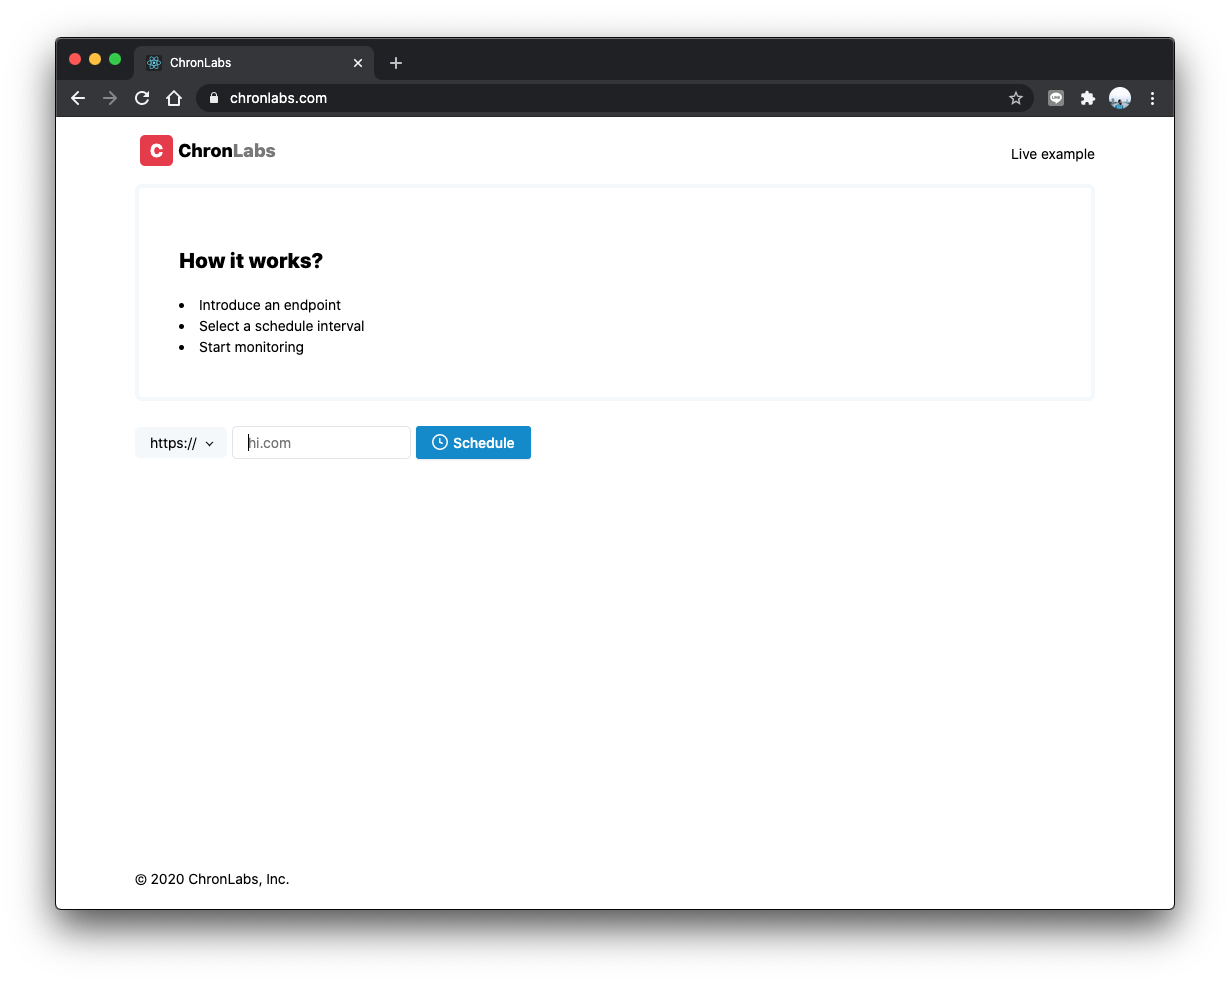 ChronLabs
chronlabs.com
C ChronLabs
Live example
How it works?
• Introduce an endpoint
• Select a schedule interval
• Start monitoring
https://
hi.com
Schedule
© 2020 ChronLabs, Inc.